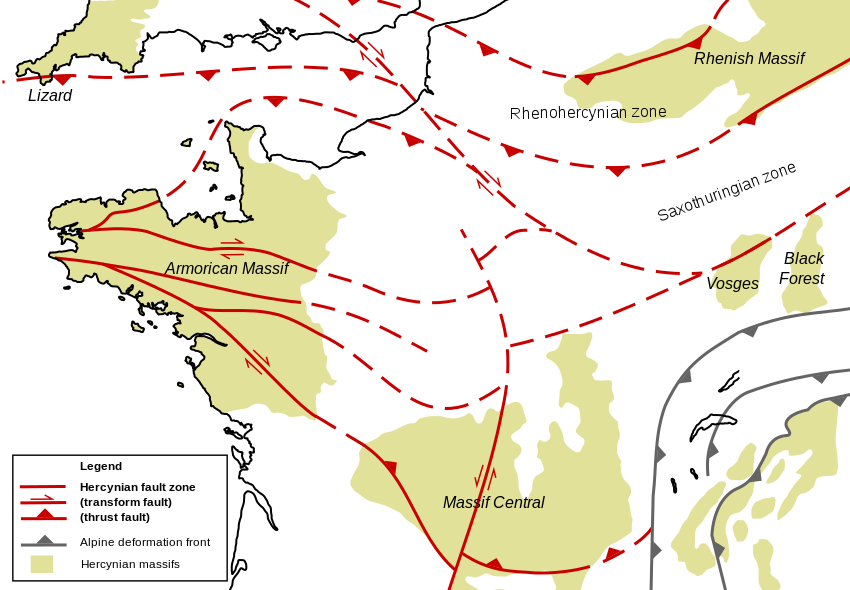 Rhenish Massif
Lizard
Rhenohercynian zone
Saxothuringian zone
Armorican Massif
Vosges
Black
Forest
Massif Central
Legend
Hercynian fault zone
(transform fault)
(thrust fault)
Alpine deformation front
Hercynian massifs